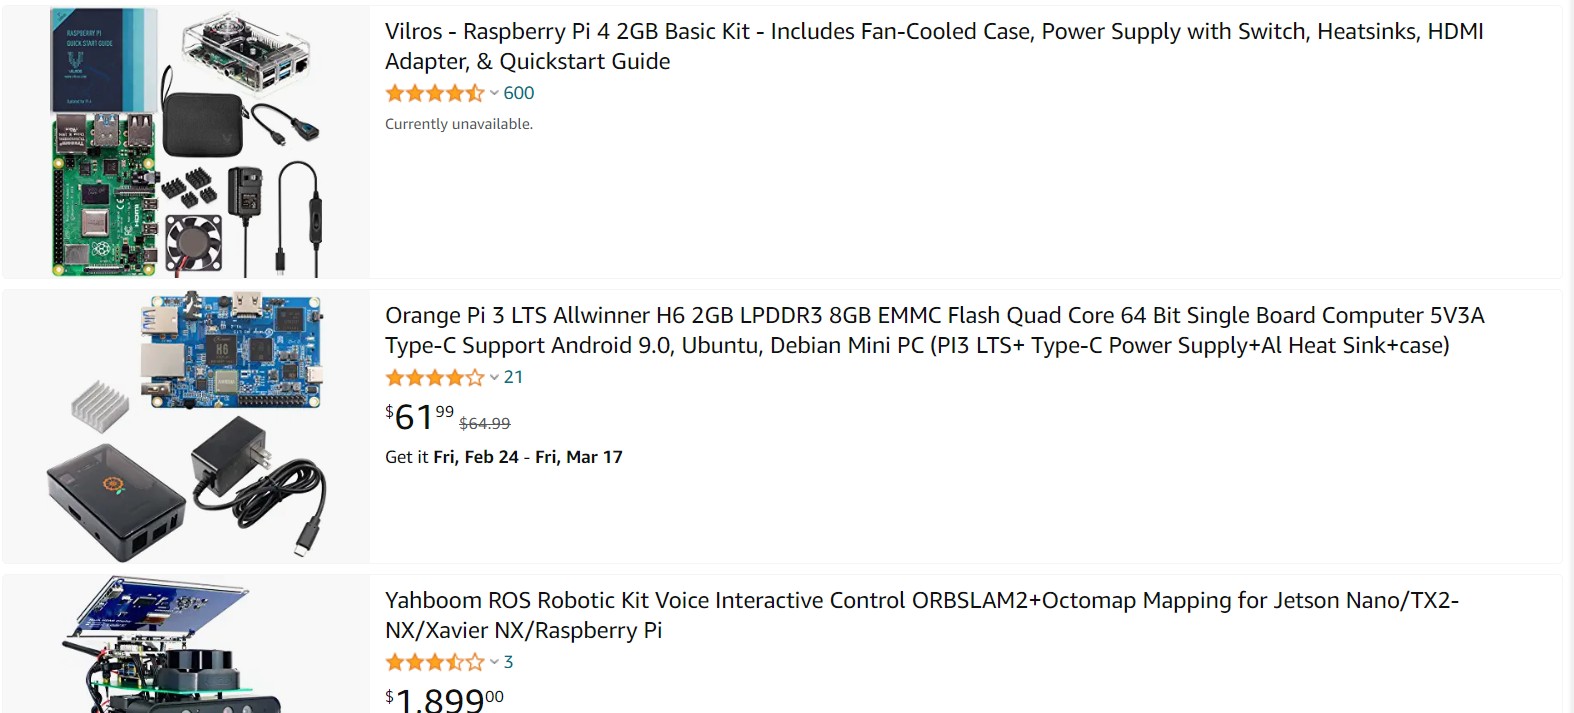 RASPBERRY PI
QUICK START GUIDE
Vilros - Raspberry Pi 4 2GB Basic Kit - Includes Fan-Cooled Case, Power Supply with Switch, Heatsinks, HDMI
Adapter, & Quickstart Guide
600
Currently unavailable.
H6
Orange Pi 3 LTS Allwinner H6 2GB LPDDR3 8GB EMMC Flash Quad Core 64 Bit Single Board Computer 5V3A
Type-C Support Android 9.0, Ubuntu, Debian Mini PC (PI3 LTS+ Type-C Power Supply+Al Heat Sink+case)
21
$6199 $64.99
Get it Fri, Feb 24 - Fri, Mar 17
Yahboom ROS Robotic Kit Voice Interactive Control ORBSLAM2+Octomap Mapping for Jetson Nano/TX2-
NX/Xavier NX/Raspberry Pi
3
$1,89900